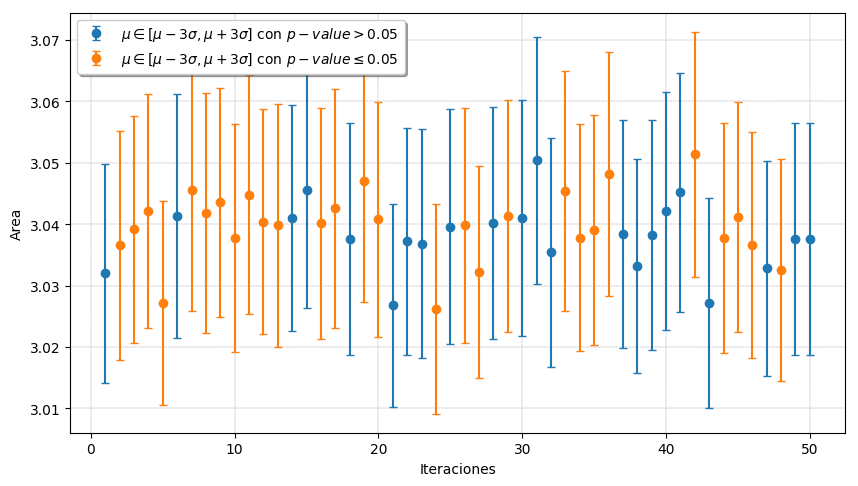 μ ∈ [μ − 3σ, μ + 3σ] con p − value > 0.05
μ ∈ [μ − 3σ, μ + 3σ] con p − value ≤ 0.05
3.07
3.06
3.05
3.04
3.03
3.02
3.01
Area
0 10 20 30 40 50
Iteraciones